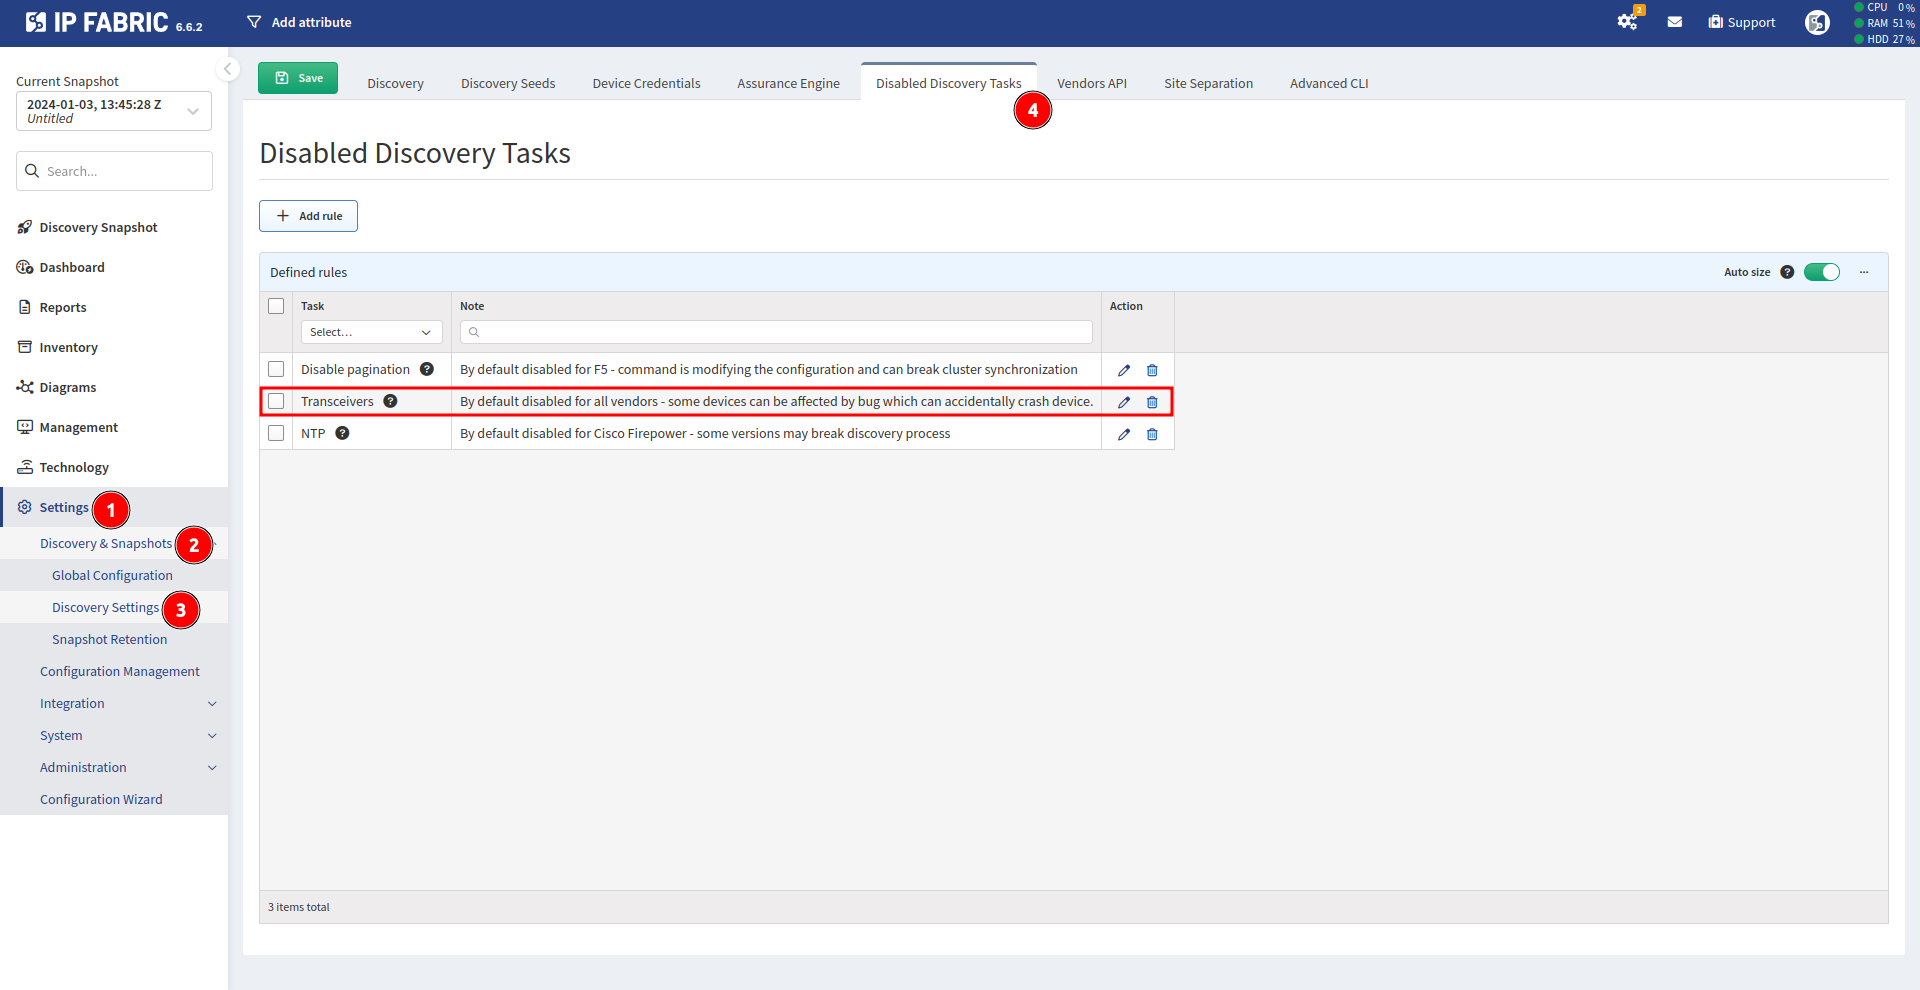 IP FABRIC 6.6.2
Add attribute
2
Support
CPU 0 %
RAM 51 %
HDD 27 %
Current Snapshot
2024-01-03, 13:45:28 Z
Untitled
Search...
Discovery Snapshot
Dashboard
Reports
Inventory
Diagrams
Management
Technology
Settings 1
Discovery & Snapshots 2
Global Configuration
Discovery Settings 3
Snapshot Retention
Configuration Management
Integration
System
Administration
Configuration Wizard
Save
Discovery
Discovery Seeds
Device Credentials
Assurance Engine
Disabled Discovery Tasks
Vendors API
Site Separation
Advanced CLI
4
Disabled Discovery Tasks
+ Add rule
Defined rules
Auto size ?
...
Task
Note
Action
Select...
Disable pagination ? By default disabled for F5 - command is modifying the configuration and can break cluster synchronization
Transceivers ? By default disabled for all vendors - some devices can be affected by bug which can accidentally crash device.
NTP ? By default disabled for Cisco Firepower - some versions may break discovery process
3 items total